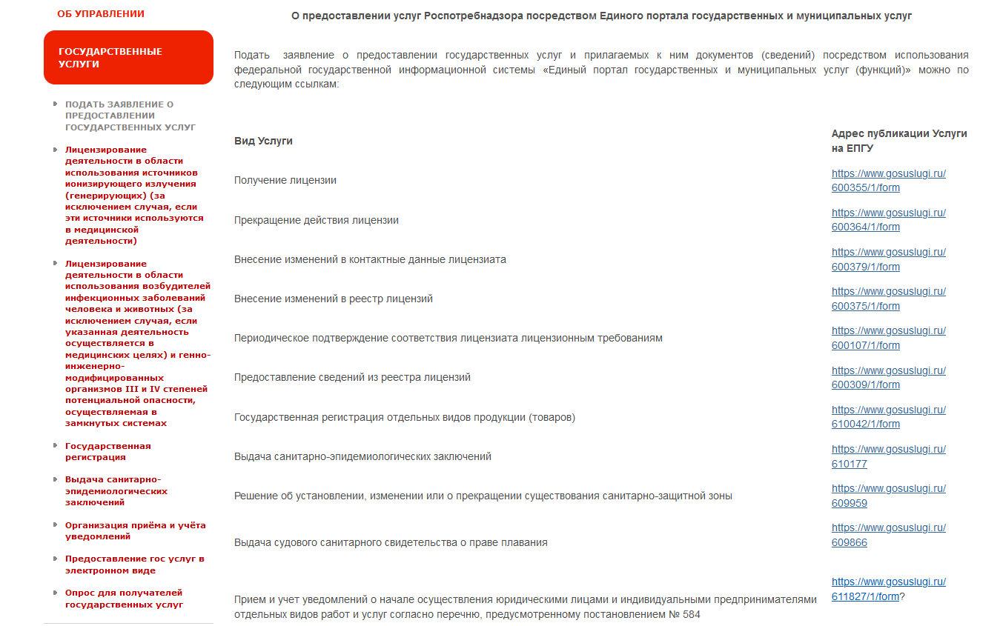 ОБ УПРАВЛЕНИИ
ГОСУДАРСТВЕННЫЕ
УСЛУГИ
ПОДАТЬ ЗАЯВЛЕНИЕ О
ПРЕДОСТАВЛЕНИИ
ГОСУДАРСТВЕННЫХ УСЛУГ
Лицензирование
деятельности в области
использования источников
ионизирующего излучения
(генерирующих) (за
исключением случая, если
эти источники используются
в медицинской
деятельности)
Лицензирование
деятельности в области
использования возбудителей
инфекционных заболеваний
человека и животных (за
исключением случая, если
указанная деятельность
осуществляется в
медицинских целях) и генно-
инженерно-
модифицированных
организмов III и IV степеней
потенциальной опасности,
осуществляемая в
замкнутых системах
Государственная
регистрация
Выдача санитарно-
эпидемиологических
заключений
Организация приёма и учёта
уведомлений
Предоставление гос услуг в
электронном виде
Опрос для получателей
государственных услуг
О предоставлении услуг Роспотребнадзора посредством Единого портала государственных и муниципальных услуг
Подать заявление о предоставлении государственных услуг и прилагаемых к ним документов (сведений) посредством использования
федеральной государственной информационной системы «Единый портал государственных и муниципальных услуг (функций)» можно по
следующим ссылкам:
Вид Услуги
Адрес публикации Услуги
на ЕПГУ
Получение лицензии
https://www.gosuslugi.ru/
600355/1/form
Прекращение действия лицензии
https://www.gosuslugi.ru/
600364/1/form
Внесение изменений в контактные данные лицензиата
https://www.gosuslugi.ru/
600379/1/form
Внесение изменений в реестр лицензий
https://www.gosuslugi.ru/
600375/1/form
Периодическое подтверждение соответствия лицензиата лицензионным требованиям
https://www.gosuslugi.ru/
600107/1/form
Предоставление сведений из реестра лицензий
https://www.gosuslugi.ru/
600309/1/form
Государственная регистрация отдельных видов продукции (товаров)
https://www.gosuslugi.ru/
610042/1/form
Выдача санитарно-эпидемиологических заключений
https://www.gosuslugi.ru/
610177
Решение об установлении, изменении или о прекращении существования санитарно-защитной зоны
https://www.gosuslugi.ru/
609959
Выдача судового санитарного свидетельства о праве плавания
https://www.gosuslugi.ru/
609866
Прием и учет уведомлений о начале осуществления юридическими лицами и индивидуальными предпринимателями
отдельных видов работ и услуг согласно перечню, предусмотренному постановлением № 584
https://www.gosuslugi.ru/
611827/1/form?